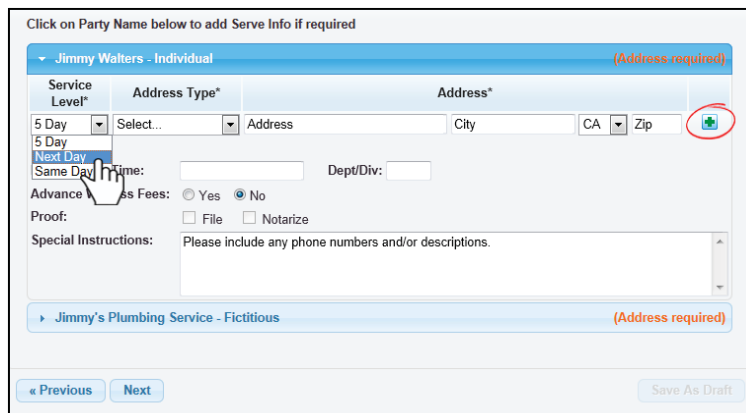 Click on Party Name below to add Serve Info if required
Jimmy Walters - Individual (Address required)
Service Level* Address Type* Address*
5 Day Select... Address City CA Zip
5 Day
Next Day
Same Day Time: Dept/Div:
Advance ss Fees: Yes No
Proof: File Notarize
Special Instructions: Please include any phone numbers and/or descriptions.
Jimmy's Plumbing Service - Fictitious (Address required)
« Previous Next Save As Draft